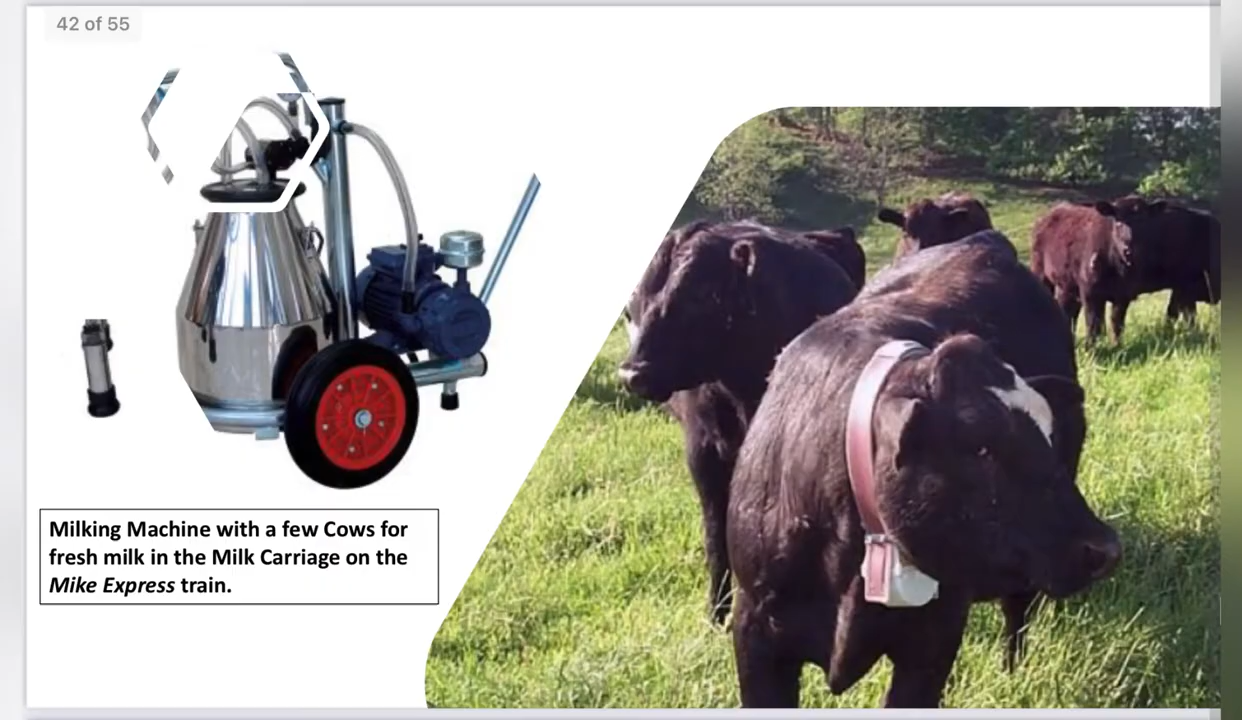 42 of 55
Milking Machine with a few Cows for
fresh milk in the Milk Carriage on the
Mike Express train.